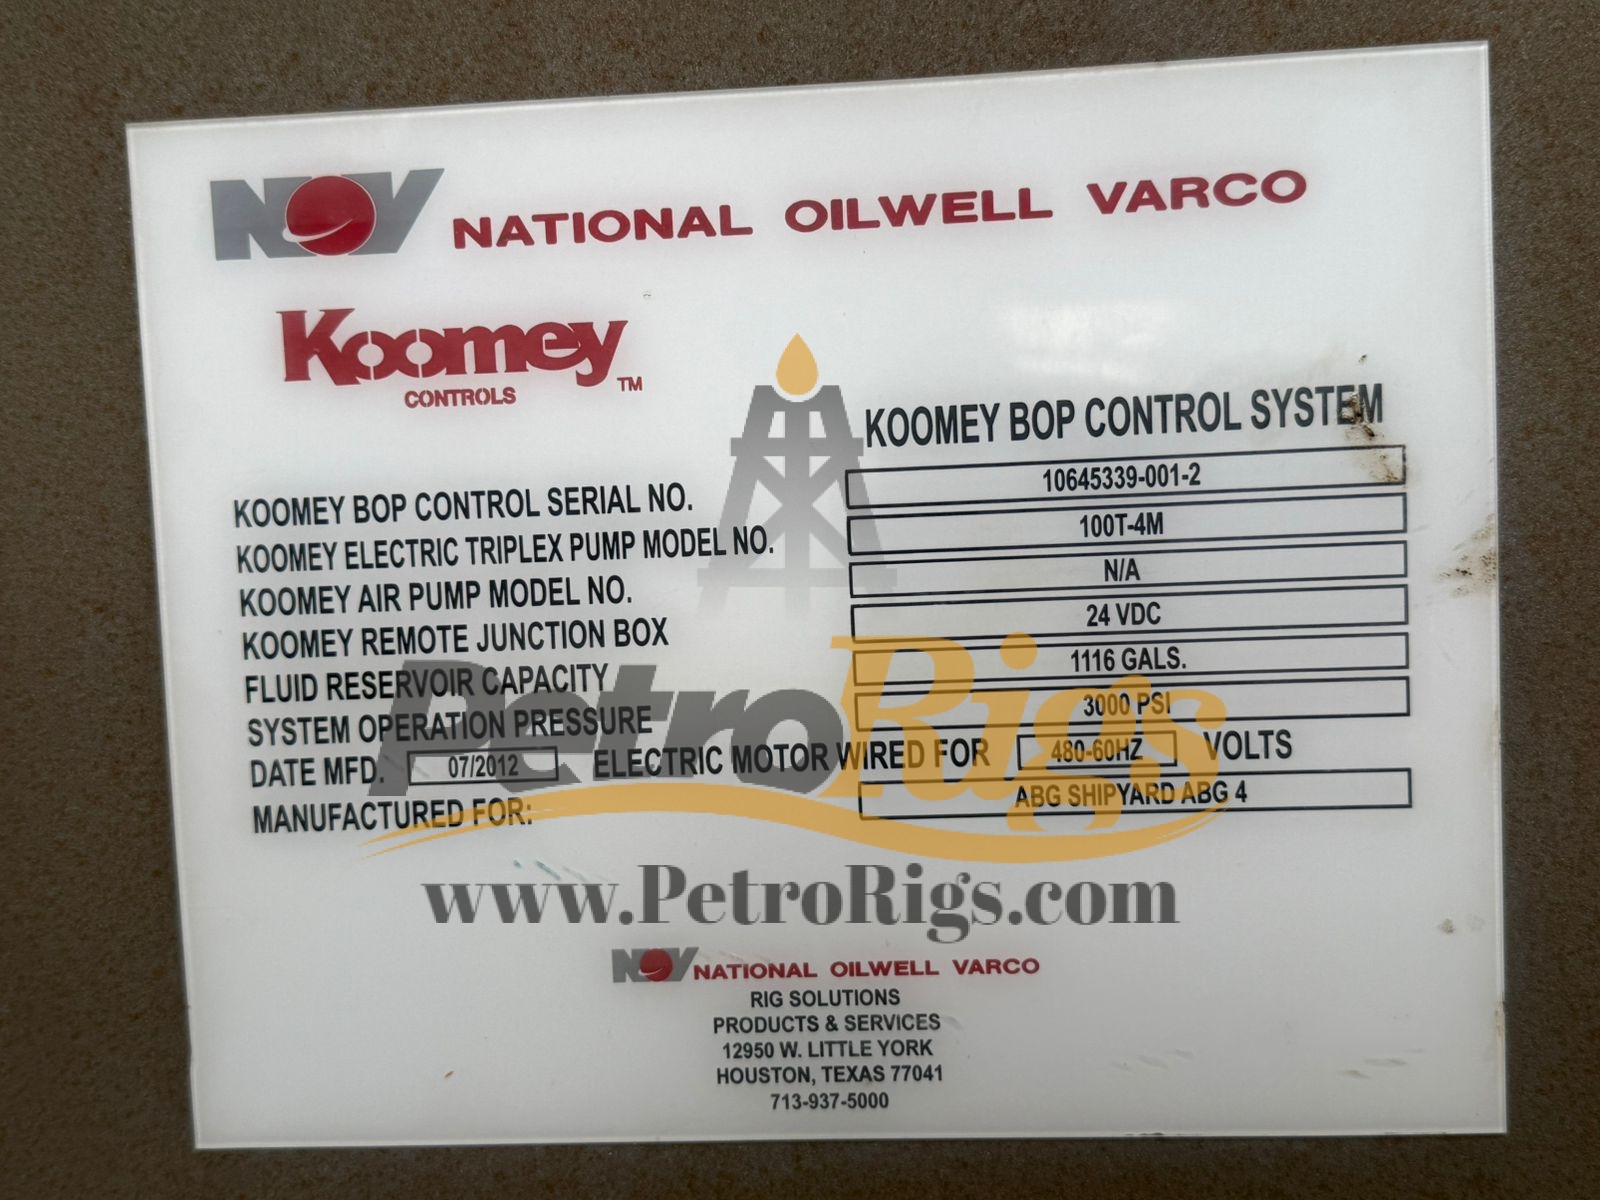 NOV NATIONAL OILWELL VARCO
Koomey
CONTROLS ™
KOOMEY BOP CONTROL SYSTEM
KOOMEY BOP CONTROL SERIAL NO. 10645339-001-2
KOOMEY ELECTRIC TRIPLEX PUMP MODEL NO. 100T-4M
KOOMEY AIR PUMP MODEL NO. N/A
KOOMEY REMOTE JUNCTION BOX 24 VDC
FLUID RESERVOIR CAPACITY 1116 GALS.
SYSTEM OPERATION PRESSURE 3000 PSI
DATE MFD. 07/2012 ELECTRIC MOTOR WIRED FOR 480-60HZ VOLTS
MANUFACTURED FOR: ABG SHIPYARD ABG 4
PetroRigs
www.PetroRigs.com
NOV NATIONAL OILWELL VARCO
RIG SOLUTIONS
PRODUCTS & SERVICES
12950 W. LITTLE YORK
HOUSTON, TEXAS 77041
713-937-5000